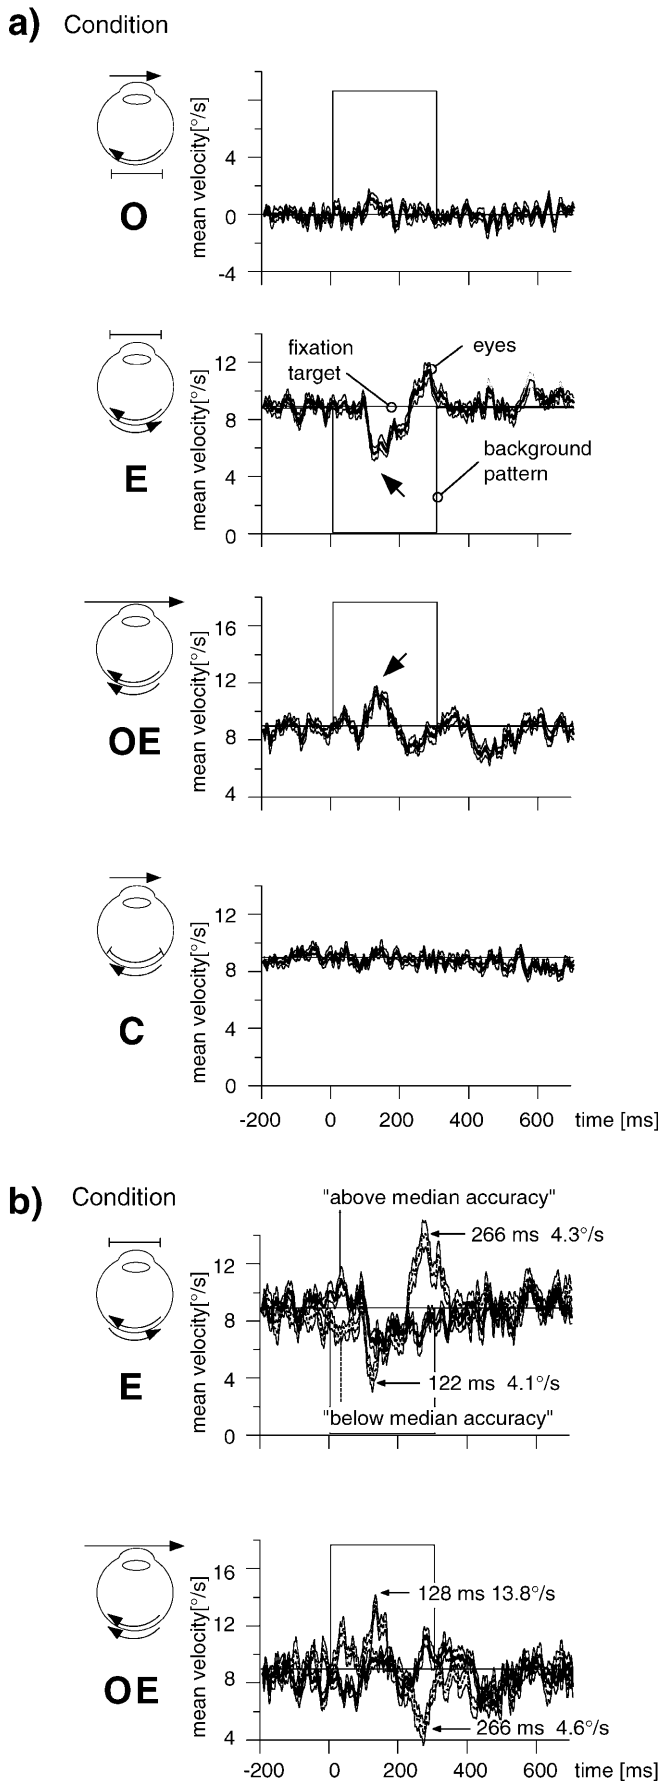 a) Condition
mean velocity[°/s]
4
0
-4
O
mean velocity[°/s]
12
8
4
0
fixation
target
eyes
background
pattern
E
mean velocity[°/s]
16
12
8
4
OE
mean velocity[°/s]
12
8
4
0
C
-200 0 200 400 600 time [ms]
b) Condition
"above median accuracy"
266 ms 4.3°/s
mean velocity[°/s]
12
8
4
0
122 ms 4.1°/s
"below median accuracy"
E
mean velocity[°/s]
16
12
8
4
128 ms 13.8°/s
266 ms 4.6°/s
OE
-200 0 200 400 600 time [ms]